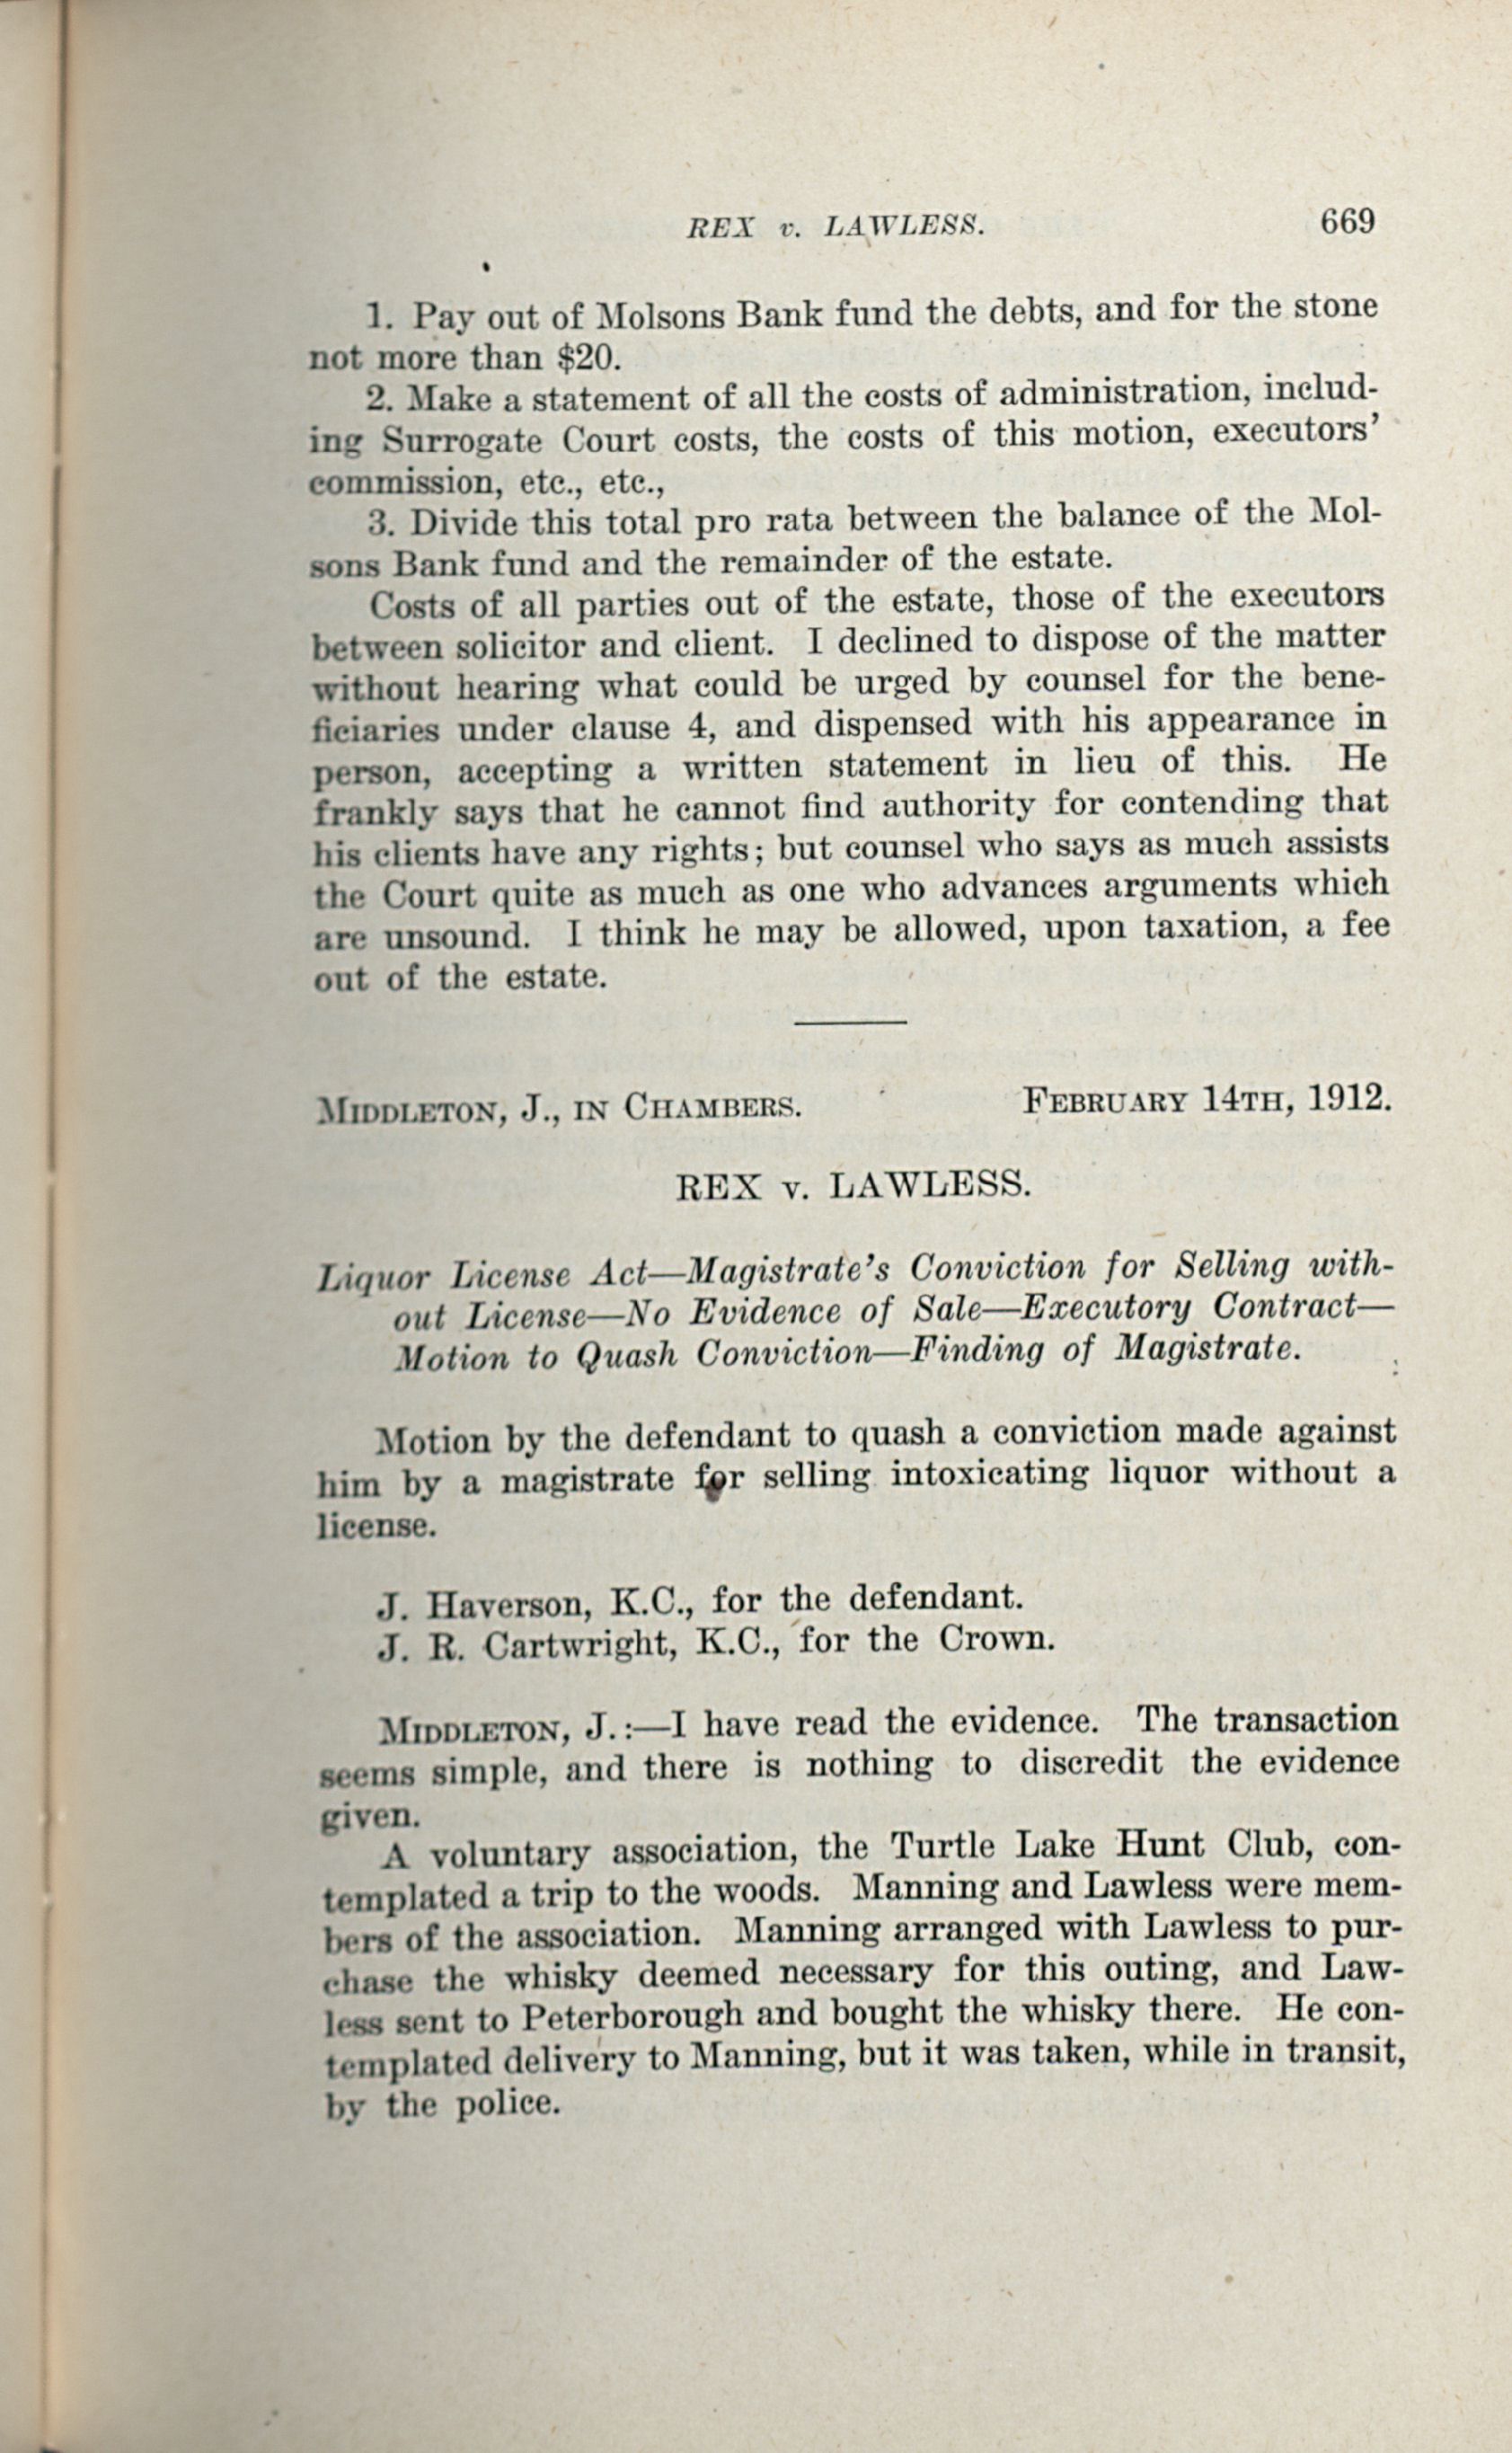 REX v. LAWLESS. 669
1. Pay out of Molsons Bank fund the debts, and for the stone
not more than $20.
2. Make a statement of all the costs of administration, includ-
ing Surrogate Court costs, the costs of this motion, executors'
commission, etc., etc.,
3. Divide this total pro rata between the balance of the Mol-
sons Bank fund and the remainder of the estate.
Costs of all parties out of the estate, those of the executors
between solicitor and client. I declined to dispose of the matter
without hearing what could be urged by counsel for the bene-
ficiaries under clause 4, and dispensed with his appearance in
person, accepting a written statement in lieu of this. He
frankly says that he cannot find authority for contending that
his clients have any rights; but counsel who says as much assists
the Court quite as much as one who advances arguments which
are unsound. I think he may be allowed, upon taxation, a fee
out of the estate.
MIDDLETON, J., IN CHAMBERS. FEBRUARY 14TH, 1912.
REX v. LAWLESS.
Liquor License Act—Magistrate's Conviction for Selling with-
out License—No Evidence of Sale—Executory Contract—
Motion to Quash Conviction—Finding of Magistrate.
Motion by the defendant to quash a conviction made against
him by a magistrate for selling intoxicating liquor without a
license.
J. Haverson, K.C., for the defendant.
J. R. Cartwright, K.C., for the Crown.
MIDDLETON, J.:—I have read the evidence. The transaction
seems simple, and there is nothing to discredit the evidence
given.
A voluntary association, the Turtle Lake Hunt Club, con-
templated a trip to the woods. Manning and Lawless were mem-
bers of the association. Manning arranged with Lawless to pur-
chase the whisky deemed necessary for this outing, and Law-
less sent to Peterborough and bought the whisky there. He con-
templated delivery to Manning, but it was taken, while in transit,
by the police.